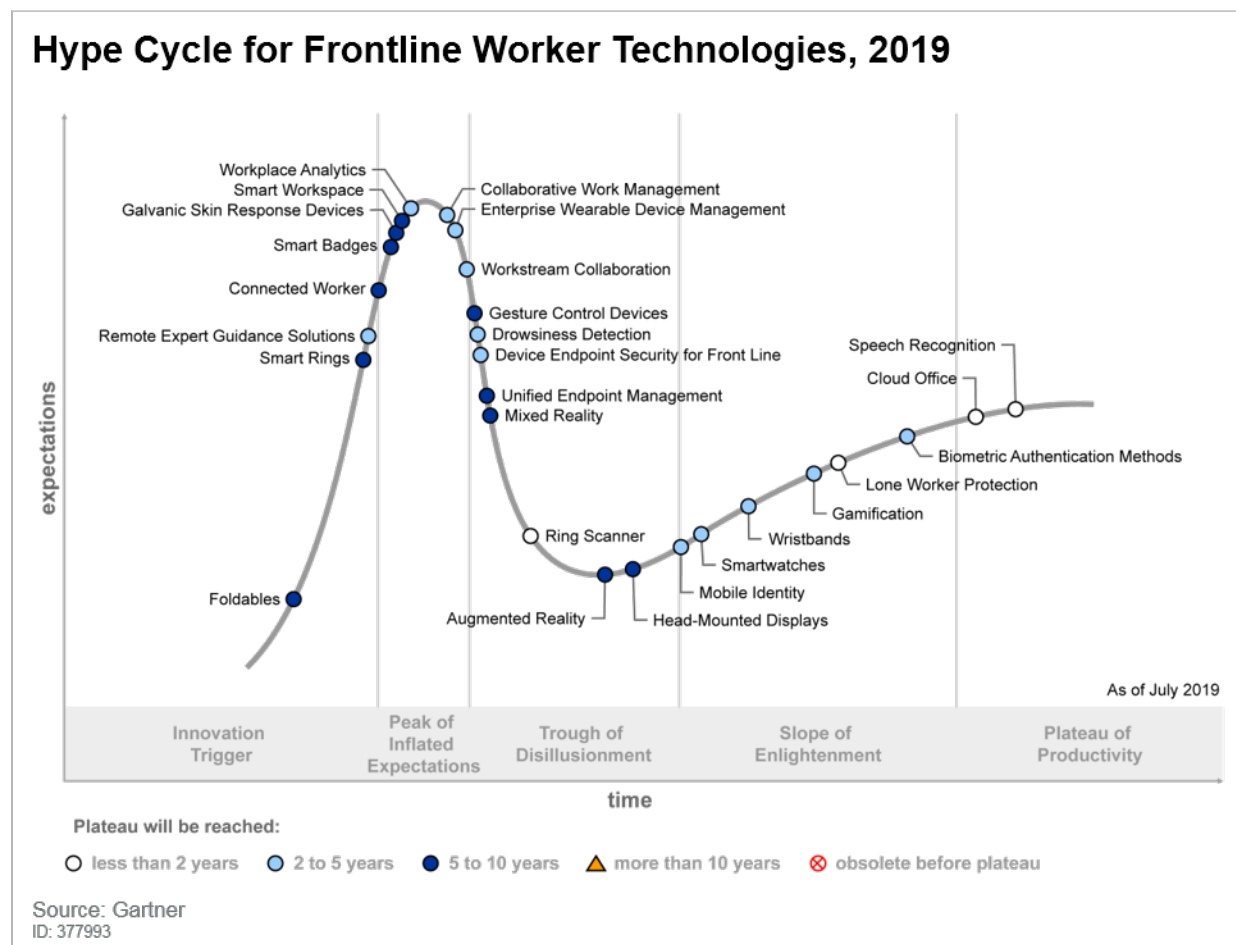 Hype Cycle for Frontline Worker Technologies, 2019
expectations
Workplace Analytics
Smart Workspace
Galvanic Skin Response Devices
Smart Badges
Connected Worker
Remote Expert Guidance Solutions
Smart Rings
Foldables
Collaborative Work Management
Enterprise Wearable Device Management
Workstream Collaboration
Gesture Control Devices
Drowsiness Detection
Device Endpoint Security for Front Line
Unified Endpoint Management
Mixed Reality
Ring Scanner
Augmented Reality
Head-Mounted Displays
Mobile Identity
Smartwatches
Wristbands
Gamification
Lone Worker Protection
Biometric Authentication Methods
Cloud Office
Speech Recognition
As of July 2019
Innovation
Trigger
Peak of
Inflated
Expectations
Trough of
Disillusionment
Slope of
Enlightenment
Plateau of
Productivity
time
Plateau will be reached:
less than 2 years
2 to 5 years
5 to 10 years
more than 10 years
obsolete before plateau
Source: Gartner
ID: 377993